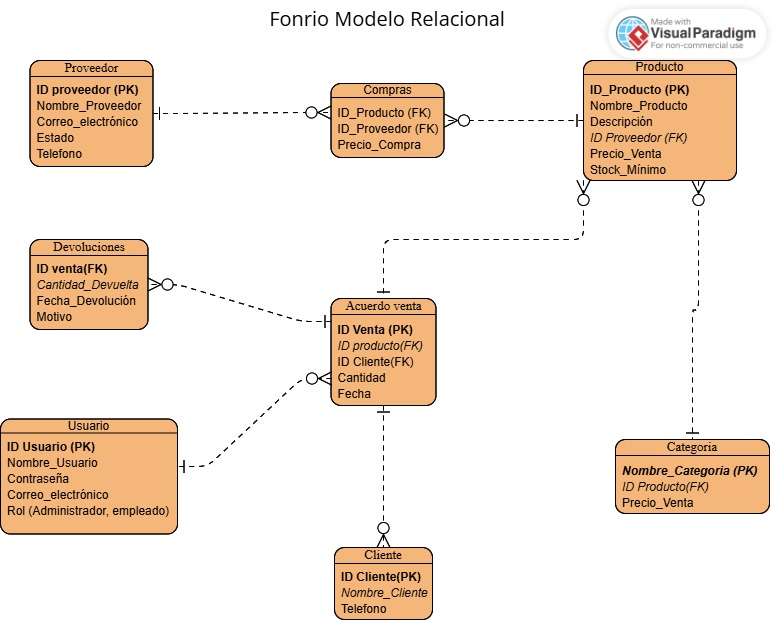 Fonrio Modelo Relacional
Made with
VisualParadigm
For non-commercial use
Proveedor
ID proveedor (PK)
Nombre_Proveedor
Correo_electrónico
Estado
Telefono
Compras
ID_Producto (FK)
ID_Proveedor (FK)
Precio_Compra
Producto
ID_Producto (PK)
Nombre_Producto
Descripción
ID Proveedor (FK)
Precio_Venta
Stock_Mínimo
Devoluciones
ID venta(FK)
Cantidad_Devuelta
Fecha_Devolución
Motivo
Acuerdo venta
ID Venta (PK)
ID producto(FK)
ID Cliente(FK)
Cantidad
Fecha
Usuario
ID Usuario (PK)
Nombre_Usuario
Contraseña
Correo_electrónico
Rol (Administrador, empleado)
Categoria
Nombre_Categoria (PK)
ID Producto(FK)
Precio_Venta
Cliente
ID Cliente(PK)
Nombre_Cliente
Telefono